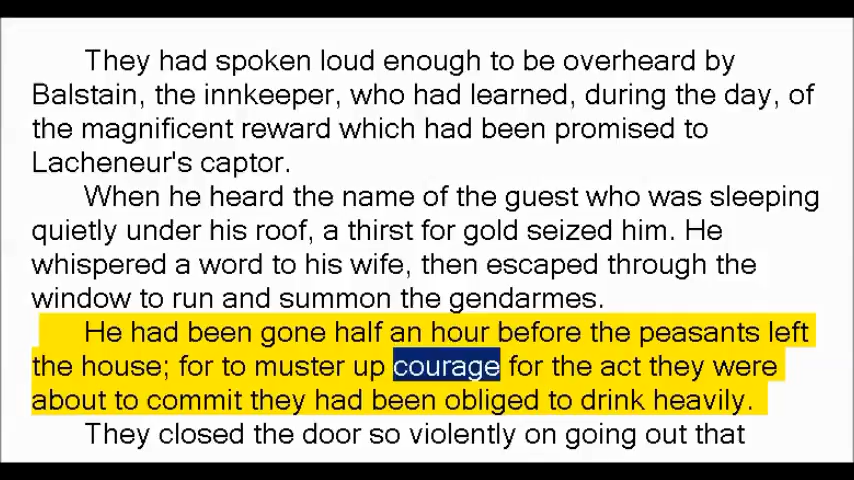 They had spoken loud enough to be overheard by
Balstain, the innkeeper, who had learned, during the day, of
the magnificent reward which had been promised to
Lacheneur's captor.
When he heard the name of the guest who was sleeping
quietly under his roof, a thirst for gold seized him. He
whispered a word to his wife, then escaped through the
window to run and summon the gendarmes.
He had been gone half an hour before the peasants left
the house; for to muster up courage for the act they were
about to commit they had been obliged to drink heavily.
They closed the door so violently on going out that